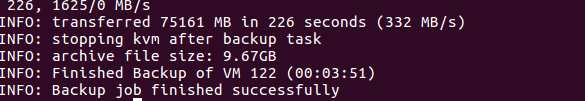 226, 1625/0 MB/s
INFO: transferred 75161 MB in 226 seconds (332 MB/s)
INFO: stopping kvm after backup task
INFO: archive file size: 9.67GB
INFO: Finished Backup of VM 122 (00:03:51)
INFO: Backup job finished successfully